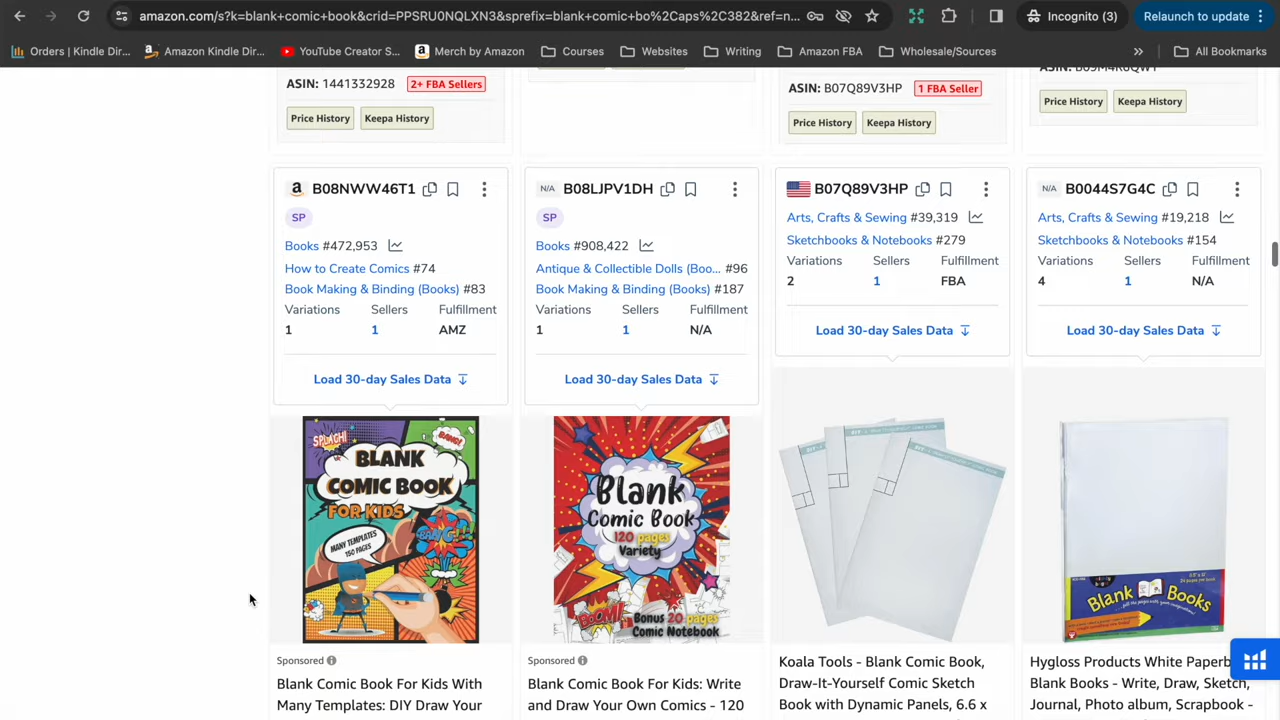 amazon.com/s?k=blank+comic+book&crid=PPSRU0NQLXN3&sprefix=blank+comic+bo%2Caps%2C382&ref=n...
Incognito (3)
Relaunch to update
Orders | Kindle Dir...
Amazon Kindle Dir...
YouTube Creator S...
Merch by Amazon
Courses
Websites
Writing
Amazon FBA
Wholesale/Sources
»
All Bookmarks
ASIN: 1441332928 2+ FBA Sellers
Price History Keepa History
ASIN: B07Q89V3HP 1 FBA Seller
Price History Keepa History
Price History Keepa History
B08NWW46T1
SP
Books #472,953
How to Create Comics #74
Book Making & Binding (Books) #83
Variations Sellers Fulfillment
1 1 AMZ
Load 30-day Sales Data
N/A B08LJPV1DH
SP
Books #908,422
Antique & Collectible Dolls (Boo... #96
Book Making & Binding (Books) #187
Variations Sellers Fulfillment
1 1 N/A
Load 30-day Sales Data
B07Q89V3HP
Arts, Crafts & Sewing #39,319
Sketchbooks & Notebooks #279
Variations Sellers Fulfillment
2 1 FBA
Load 30-day Sales Data
N/A B0044S7G4C
Arts, Crafts & Sewing #19,218
Sketchbooks & Notebooks #154
Variations Sellers Fulfillment
4 1 N/A
Load 30-day Sales Data
SPLASH!
BANG!
BLANK
COMIC BOOK
FOR KIDS
MANY TEMPLATES
150 PAGES
Blank
Comic Book
120 pages
Variety
BOOM!
Bonus 20 pages
Comic Notebook
Blank Books
Sponsored
Blank Comic Book For Kids With
Many Templates: DIY Draw Your
Sponsored
Blank Comic Book For Kids: Write
and Draw Your Own Comics - 120
Koala Tools - Blank Comic Book,
Draw-It-Yourself Comic Sketch
Book with Dynamic Panels, 6.6 x
Hygloss Products White Paperb
Blank Books - Write, Draw, Sketch,
Journal, Photo album, Scrapbook -